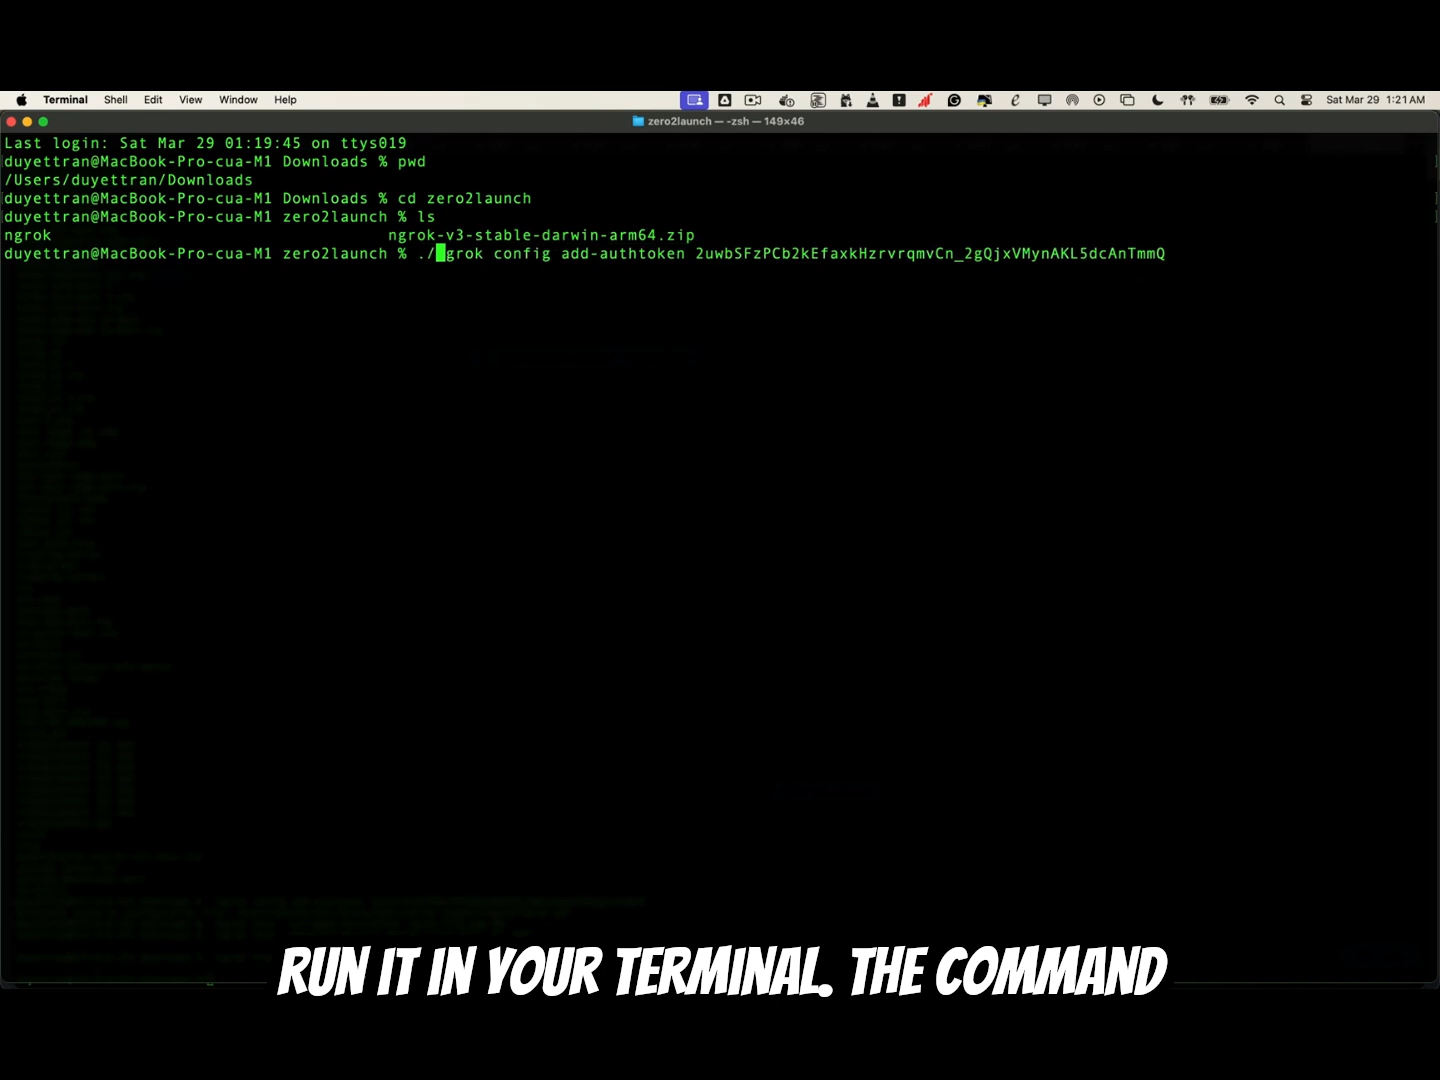 Terminal Shell Edit View Window Help Sat Mar 29 1:21 AM
zero2launch — -zsh — 149×46
Last login: Sat Mar 29 01:19:45 on ttys019
duyettran@MacBook-Pro-cua-M1 Downloads % pwd
/Users/duyettran/Downloads
duyettran@MacBook-Pro-cua-M1 Downloads % cd zero2launch
duyettran@MacBook-Pro-cua-M1 zero2launch % ls
ngrok ngrok-v3-stable-darwin-arm64.zip
duyettran@MacBook-Pro-cua-M1 zero2launch % ./ngrok config add-authtoken 2uwbSFzPCb2kEfaxkHzrvrqmvCn_2gQjxVMynAKL5dcAnTmmQ
RUN IT IN YOUR TERMINAL. THE COMMAND